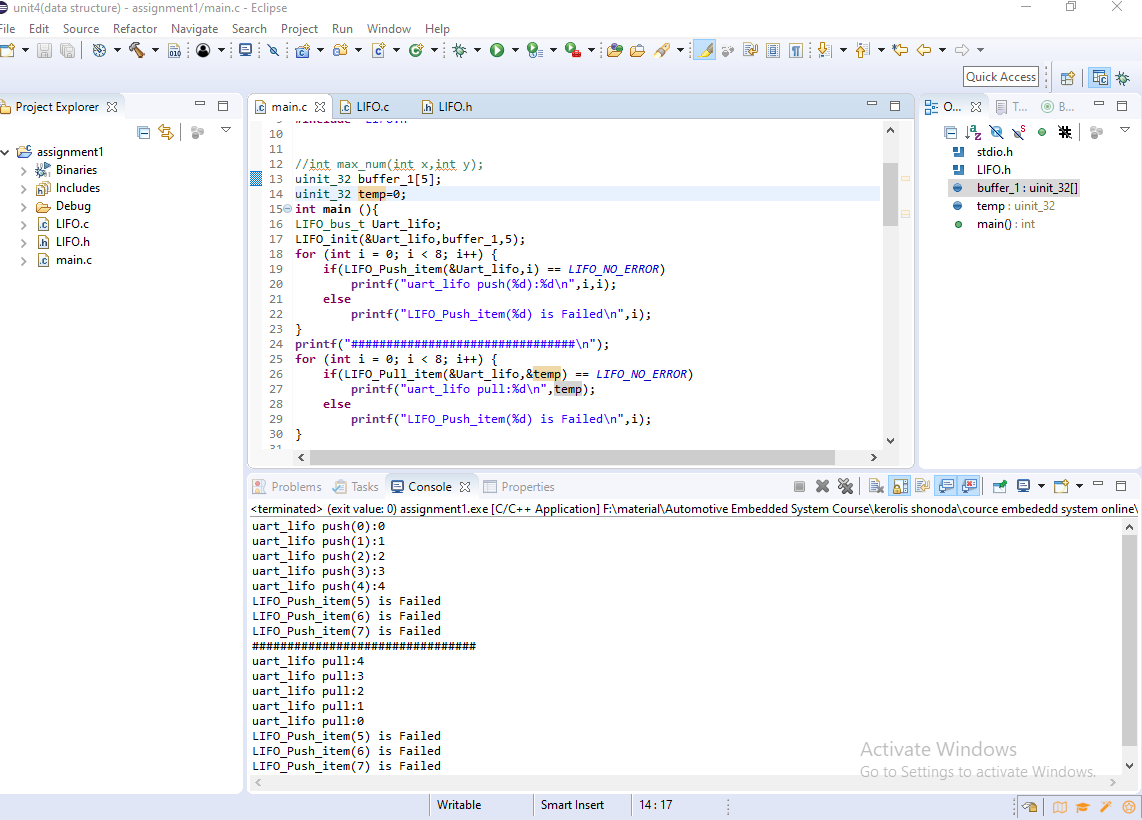 unit4(data structure) - assignment1/main.c - Eclipse
File Edit Source Refactor Navigate Search Project Run Window Help
Quick Access
Project Explorer
assignment1
Binaries
Includes
Debug
LIFO.c
LIFO.h
main.c
main.c LIFO.c LIFO.h
9 #include "LIFO.h"
10
11
12 //int max_num(int x,int y);
13 uinit_32 buffer_1[5];
14 uinit_32 temp=0;
15 int main (){
16 LIFO_bus_t Uart_lifo;
17 LIFO_init(&Uart_lifo,buffer_1,5);
18 for (int i = 0; i < 8; i++) {
19 if(LIFO_Push_item(&Uart_lifo,i) == LIFO_NO_ERROR)
20 printf("uart_lifo push(%d):%d\n",i,i);
21 else
22 printf("LIFO_Push_item(%d) is Failed\n",i);
23 }
24 printf("################################\n");
25 for (int i = 0; i < 8; i++) {
26 if(LIFO_Pull_item(&Uart_lifo,&temp) == LIFO_NO_ERROR)
27 printf("uart_lifo pull:%d\n",temp);
28 else
29 printf("LIFO_Push_item(%d) is Failed\n",i);
30 }
31
O... T... B...
stdio.h
LIFO.h
buffer_1 : uinit_32[]
temp : uinit_32
main() : int
Problems Tasks Console Properties
<terminated> (exit value: 0) assignment1.exe [C/C++ Application] F:\material\Automotive Embedded System Course\kerolis shonoda\cource embededd system online\
uart_lifo push(0):0
uart_lifo push(1):1
uart_lifo push(2):2
uart_lifo push(3):3
uart_lifo push(4):4
LIFO_Push_item(5) is Failed
LIFO_Push_item(6) is Failed
LIFO_Push_item(7) is Failed
################################
uart_lifo pull:4
uart_lifo pull:3
uart_lifo pull:2
uart_lifo pull:1
uart_lifo pull:0
LIFO_Push_item(5) is Failed
LIFO_Push_item(6) is Failed
LIFO_Push_item(7) is Failed
Activate Windows
Go to Settings to activate Windows.
Writable Smart Insert 14 : 17